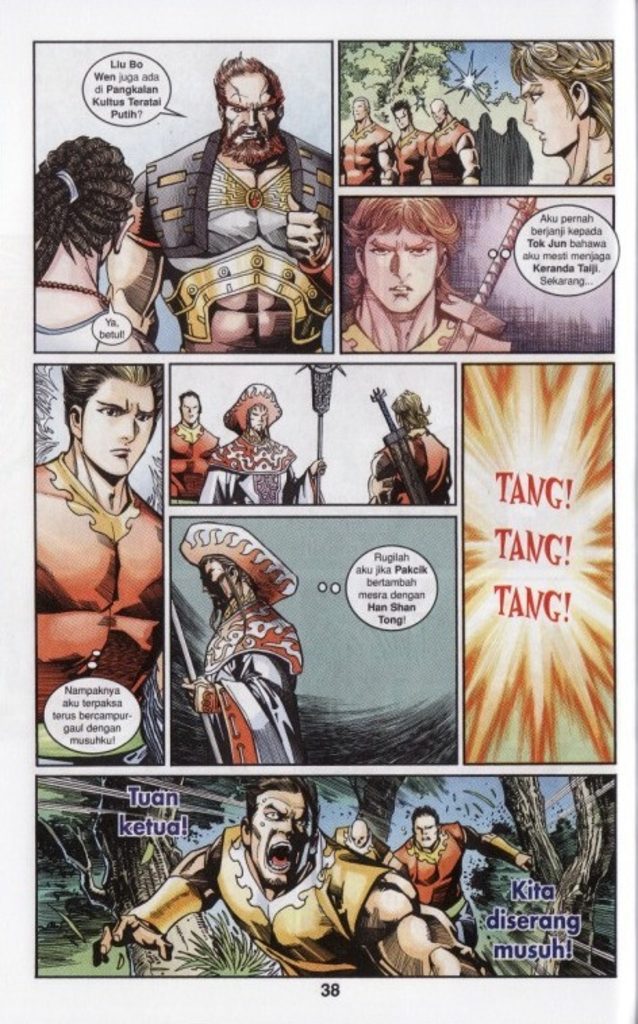 Liu Bo
Wen juga ada
di Pangkalan
Kultus Teratai
Putih?
Ya,
betul!
Aku pernah
berjanji kepada
Tok Jun bahawa
aku mesti menjaga
Keranda Taiji.
Sekarang...
Nampaknya
aku terpaksa
terus bercampur-
gaul dengan
musuhku!
Rugilah
aku jika Pakcik
bertambah
mesra dengan
Han Shan
Tong!
TANG!
TANG!
TANG!
Tuan
ketua!
Kita
diserang
musuh!
38